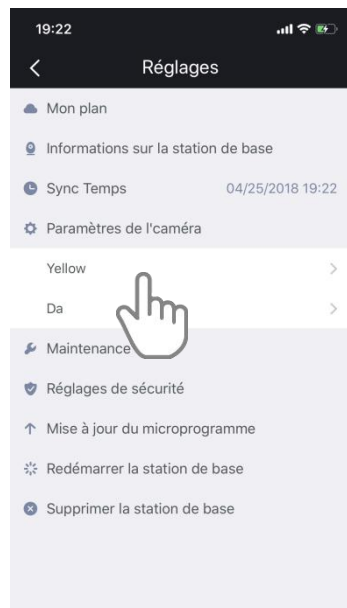 19:22
Réglages
Mon plan
Informations sur la station de base
Sync Temps 04/25/2018 19:22
Paramètres de l'caméra
Yellow
Da
Maintenance
Réglages de sécurité
Mise à jour du microprogramme
Redémarrer la station de base
Supprimer la station de base